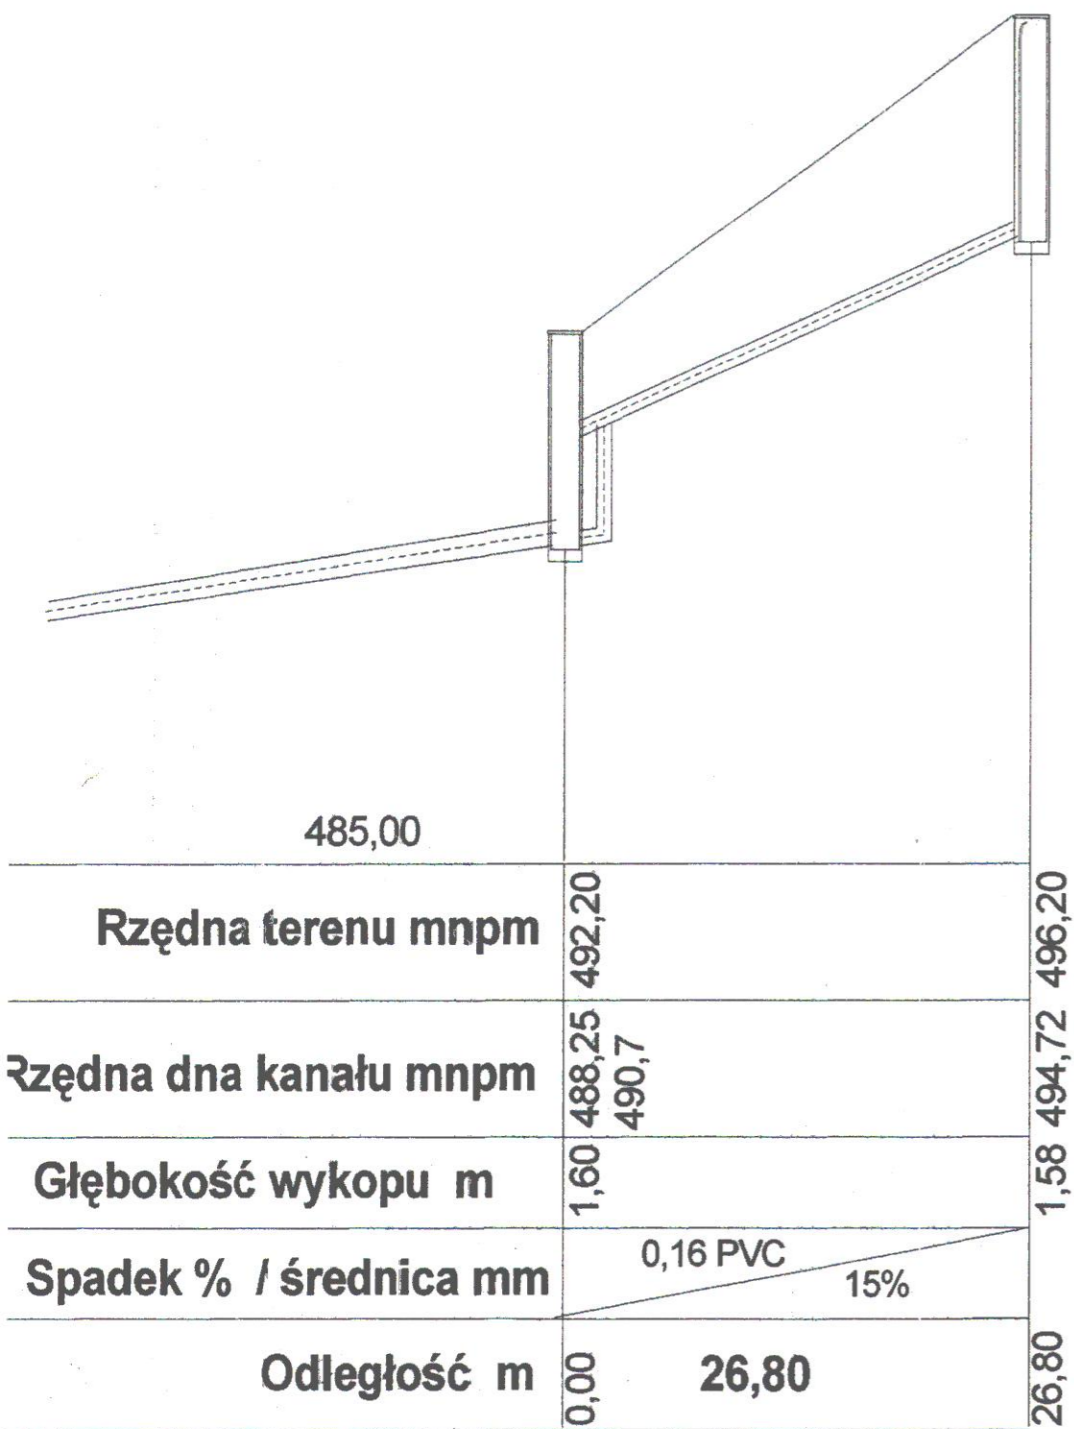 485,00
Rzędna terenu mnpm 492,20 496,20
Rzędna dna kanału mnpm 488,25 490,7 494,72
Głębokość wykopu m 1,60 1,58
Spadek % / średnica mm 0,16 PVC 15%
Odległość m 0,00 26,80 26,80